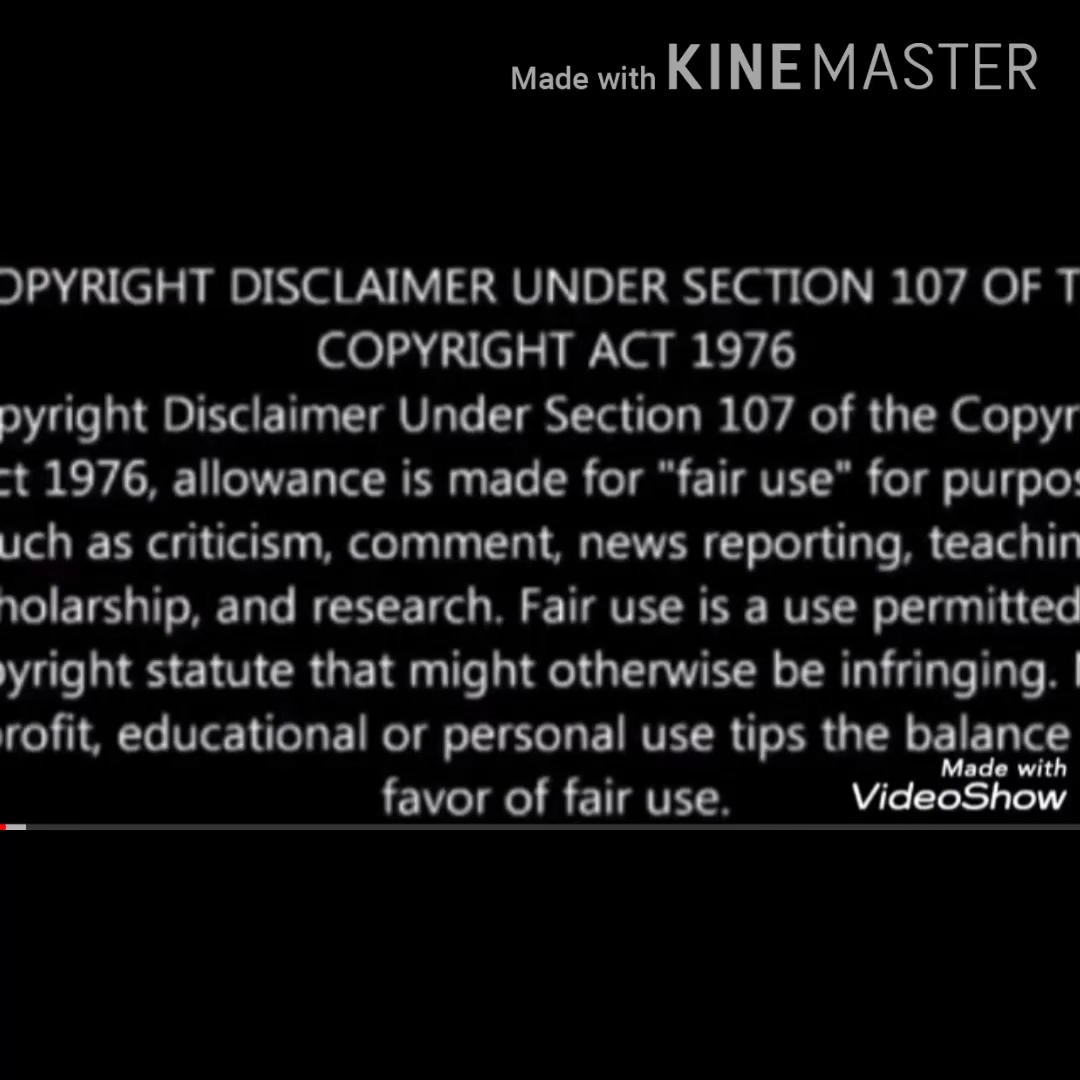 Made with KINEMASTER
OPYRIGHT DISCLAIMER UNDER SECTION 107 OF T
COPYRIGHT ACT 1976
pyright Disclaimer Under Section 107 of the Copyr
ct 1976, allowance is made for "fair use" for purpos
uch as criticism, comment, news reporting, teachin
holarship, and research. Fair use is a use permitted
pyright statute that might otherwise be infringing.
rofit, educational or personal use tips the balance
favor of fair use.
Made with
VideoShow